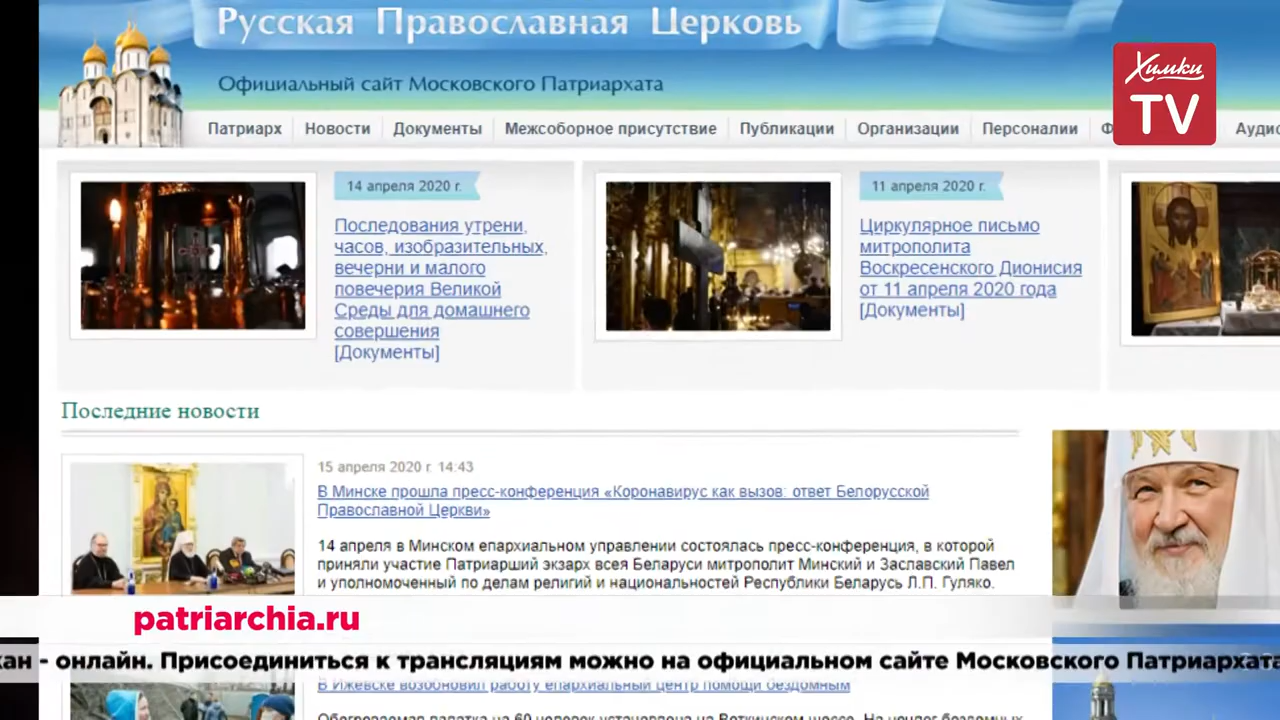 Русская Православная Церковь
Официальный сайт Московского Патриархата
Химки
TV
Патриарх Новости Документы Межсоборное присутствие Публикации Организации Персоналии
14 апреля 2020 г.
Последования утрени,
часов, изобразительных,
вечерни и малого
повечерия Великой
Среды для домашнего
совершения
[Документы]
11 апреля 2020 г.
Циркулярное письмо
митрополита
Воскресенского Дионисия
от 11 апреля 2020 года
[Документы]
Последние новости
15 апреля 2020 г. 14:43
В Минске прошла пресс-конференция «Коронавирус как вызов: ответ Белорусской
Православной Церкви»
14 апреля в Минском епархиальном управлении состоялась пресс-конференция, в которой
приняли участие Патриарший экзарх всея Беларуси митрополит Минский и Заславский Павел
и уполномоченный по делам религий и национальностей Республики Беларусь Л.П. Гуляко.
patriarchia.ru
- онлайн. Присоединиться к трансляциям можно на официальном сайте Московского Патриархата
В Ижевске возобновил работу епархиальный центр помощи бездомным